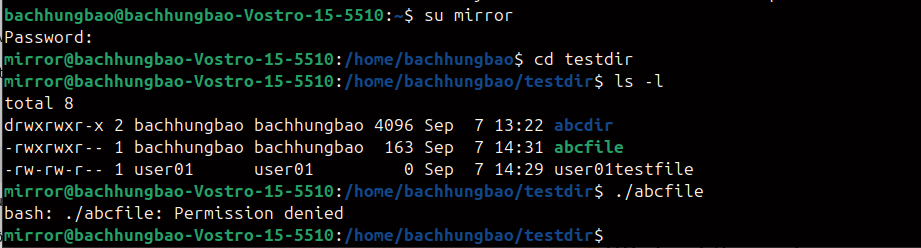 bachhungbao@bachhungbao-Vostro-15-5510:~$ su mirror
Password:
mirror@bachhungbao-Vostro-15-5510:/home/bachhungbao$ cd testdir
mirror@bachhungbao-Vostro-15-5510:/home/bachhungbao/testdir$ ls -l
total 8
drwxrwxr-x 2 bachhungbao bachhungbao 4096 Sep  7 13:22 abcdir
-rwxrwxr-- 1 bachhungbao bachhungbao  163 Sep  7 14:31 abcfile
-rw-rw-r-- 1 user01      user01         0 Sep  7 14:29 user01testfile
mirror@bachhungbao-Vostro-15-5510:/home/bachhungbao/testdir$ ./abcfile
bash: ./abcfile: Permission denied
mirror@bachhungbao-Vostro-15-5510:/home/bachhungbao/testdir$